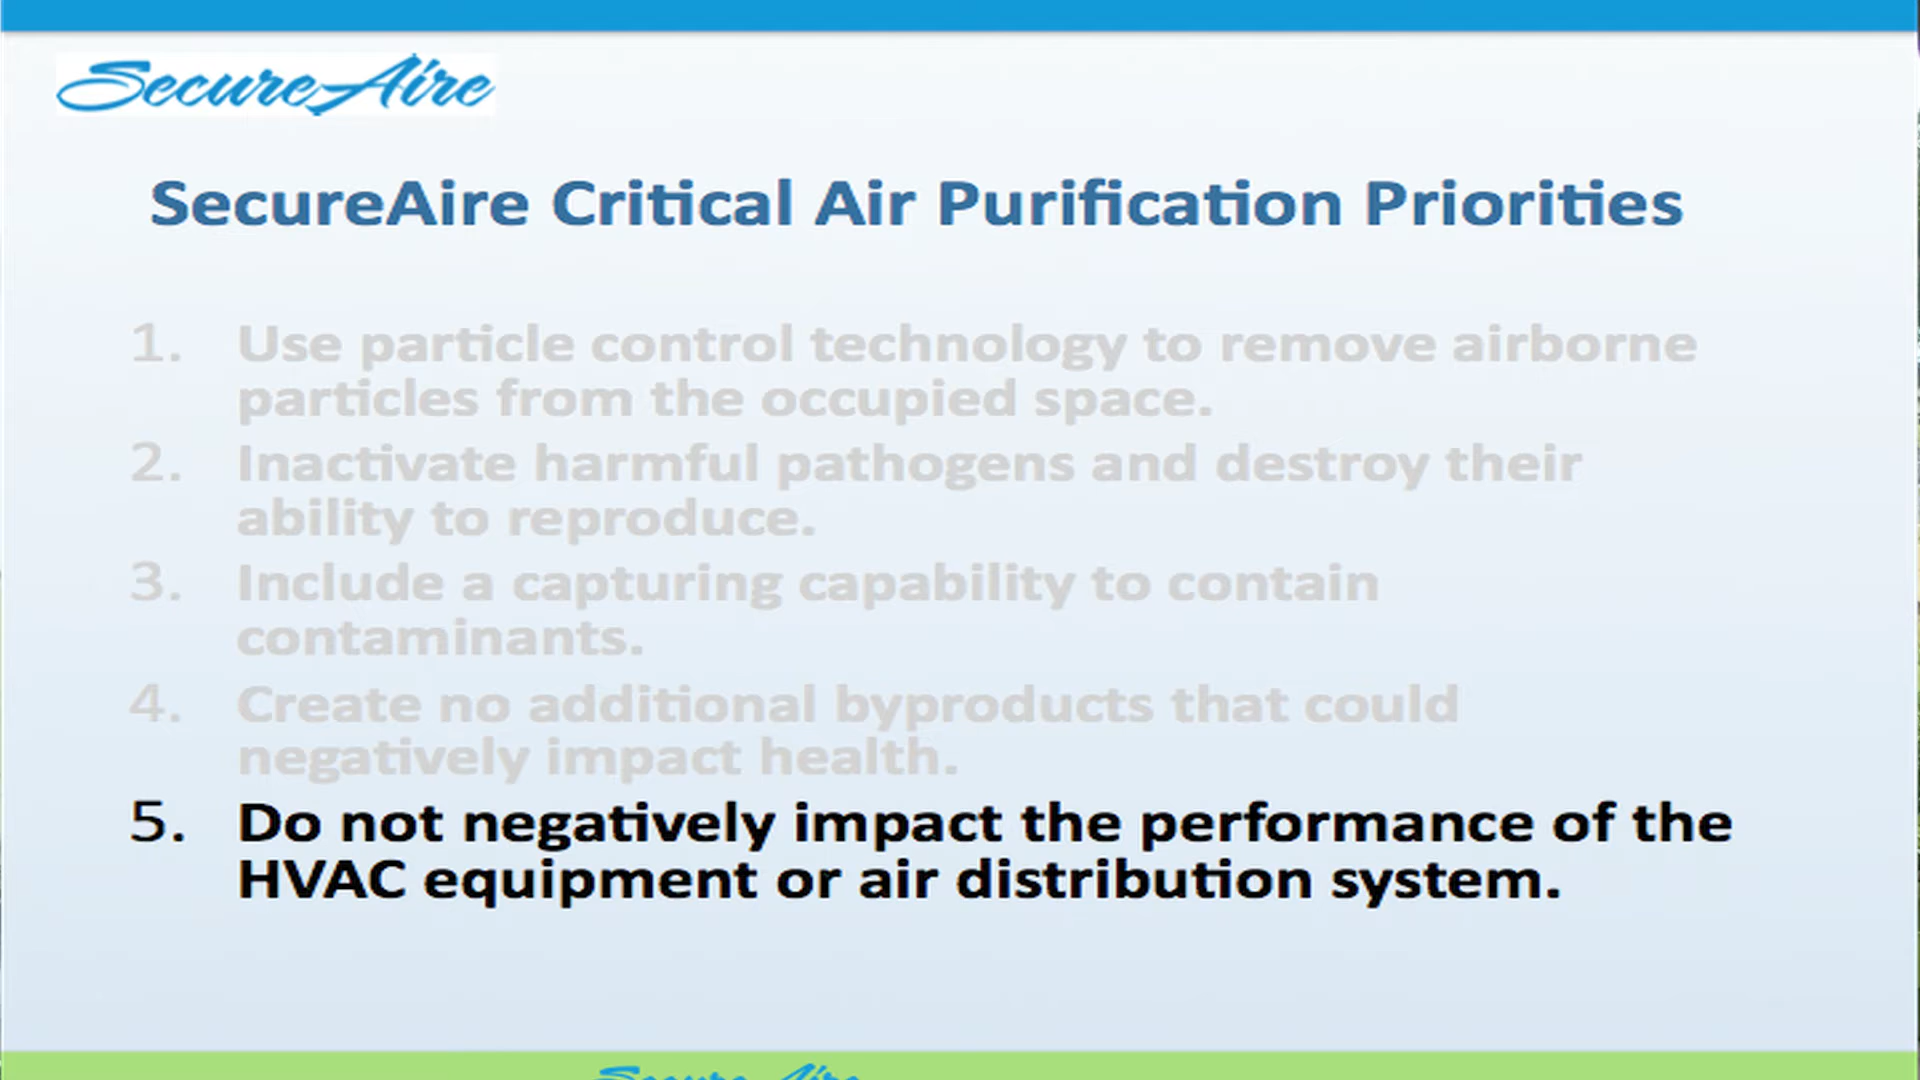 SecureAire
SecureAire Critical Air Purification Priorities
1. Use particle control technology to remove airborne
particles from the occupied space.
2. Inactivate harmful pathogens and destroy their
ability to reproduce.
3. Include a capturing capability to contain
contaminants.
4. Create no additional byproducts that could
negatively impact health.
5. Do not negatively impact the performance of the
HVAC equipment or air distribution system.
SecureAire